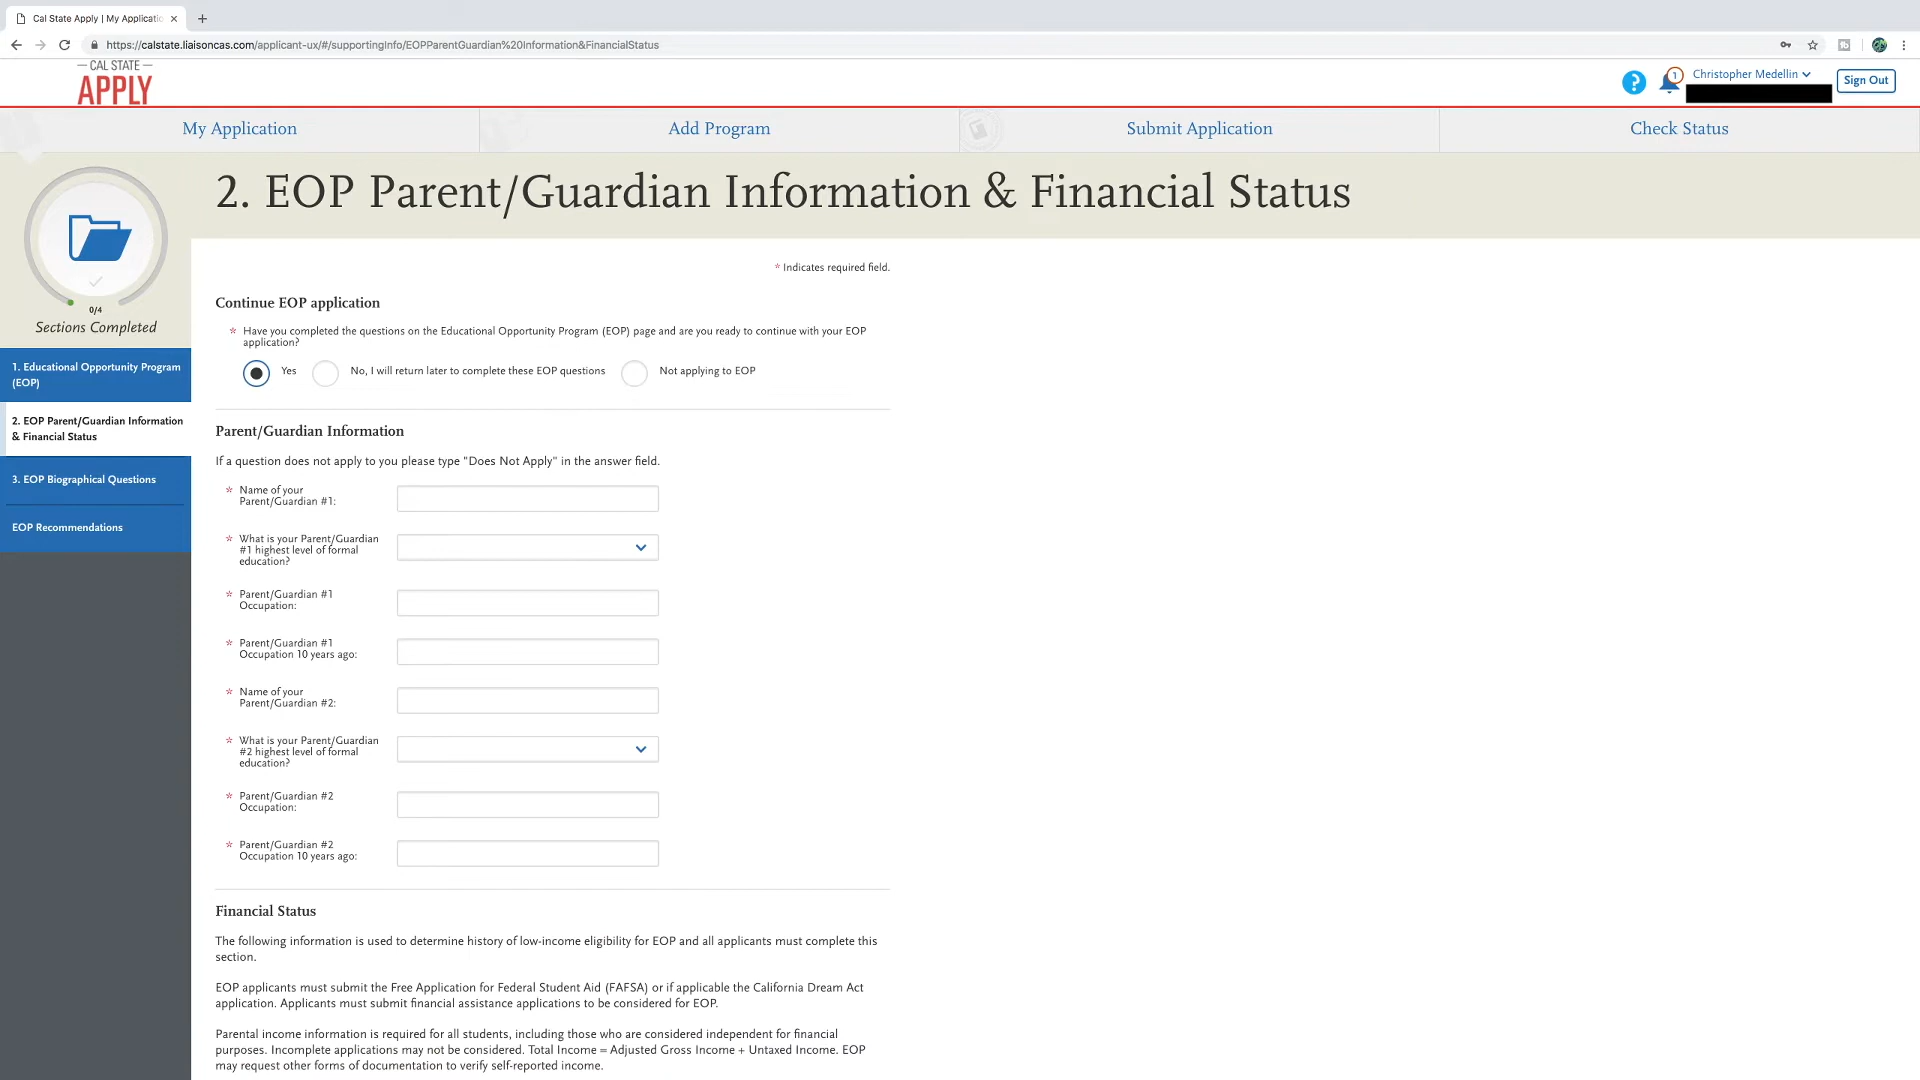 Cal State Apply | My Applicatio
https://calstate.liaisoncas.com/applicant-ux/#/supportingInfo/EOPParentGuardian%20Information&FinancialStatus
CAL STATE
APPLY
1
Christopher Medellin
Sign Out
My Application
Add Program
Submit Application
Check Status
2. EOP Parent/Guardian Information & Financial Status
0/4
Sections Completed
1. Educational Opportunity Program
(EOP)
2. EOP Parent/Guardian Information
& Financial Status
3. EOP Biographical Questions
EOP Recommendations
* Indicates required field.
Continue EOP application
* Have you completed the questions on the Educational Opportunity Program (EOP) page and are you ready to continue with your EOP
application?
Yes No, I will return later to complete these EOP questions Not applying to EOP
Parent/Guardian Information
If a question does not apply to you please type "Does Not Apply" in the answer field.
* Name of your
Parent/Guardian #1:
* What is your Parent/Guardian
#1 highest level of formal
education?
* Parent/Guardian #1
Occupation:
* Parent/Guardian #1
Occupation 10 years ago:
* Name of your
Parent/Guardian #2:
* What is your Parent/Guardian
#2 highest level of formal
education?
* Parent/Guardian #2
Occupation:
* Parent/Guardian #2
Occupation 10 years ago:
Financial Status
The following information is used to determine history of low-income eligibility for EOP and all applicants must complete this
section.
EOP applicants must submit the Free Application for Federal Student Aid (FAFSA) or if applicable the California Dream Act
application. Applicants must submit financial assistance applications to be considered for EOP.
Parental income information is required for all students, including those who are considered independent for financial
purposes. Incomplete applications may not be considered. Total Income = Adjusted Gross Income + Untaxed Income. EOP
may request other forms of documentation to verify self-reported income.